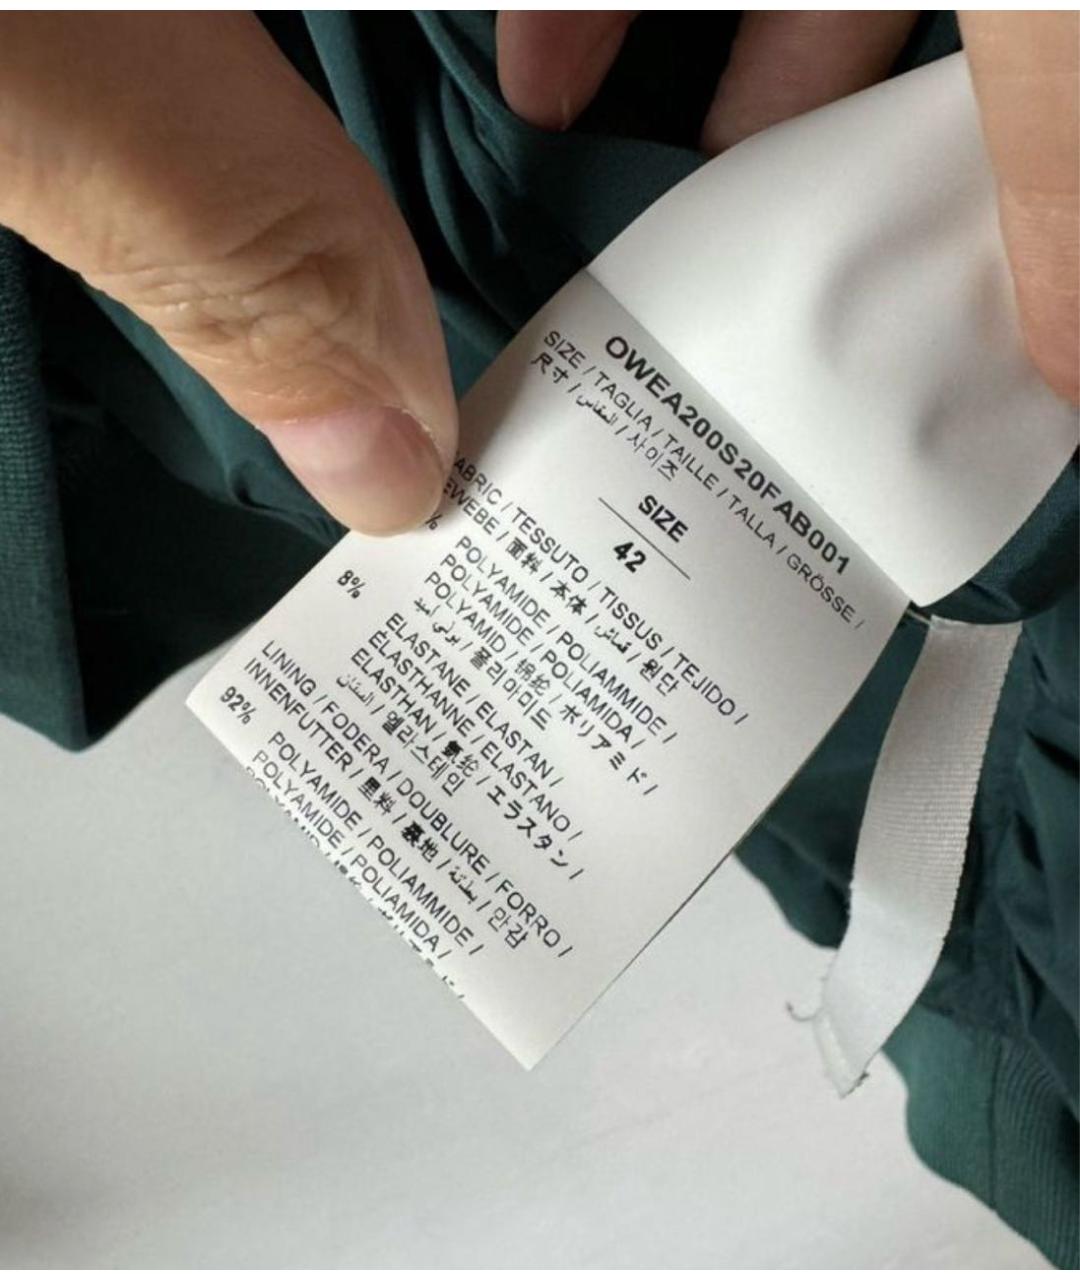 OWEA200S20FAB001
SIZE / TAGLIA / TAILLE / TALLA / GRÖSSE /
尺寸 / المقاس / 사이즈
SIZE
42
ABRIC / TESSUTO / TISSUS / TEJIDO /
EWEBE / 面料 / 本体 / قماش / 원단
%
POLYAMIDE / POLIAMMIDE /
POLYAMIDE / POLIAMIDA /
POLYAMID / 锦纶 / ポリアミド /
بولي أميد / 폴리아미드
8%
ELASTANE / ELASTAN /
ÉLASTHANNE / ELASTANO /
ELASTHAN / 氨纶 / エラスタン /
/ 엘라스테인
LINING / FODERA / DOUBLURE / FORRO /
INNENFUTTER / 里料 / 裏地 / بطانة / 안감
92%
POLYAMIDE / POLIAMMIDE /
POLYAMIDE / POLIAMIDA /